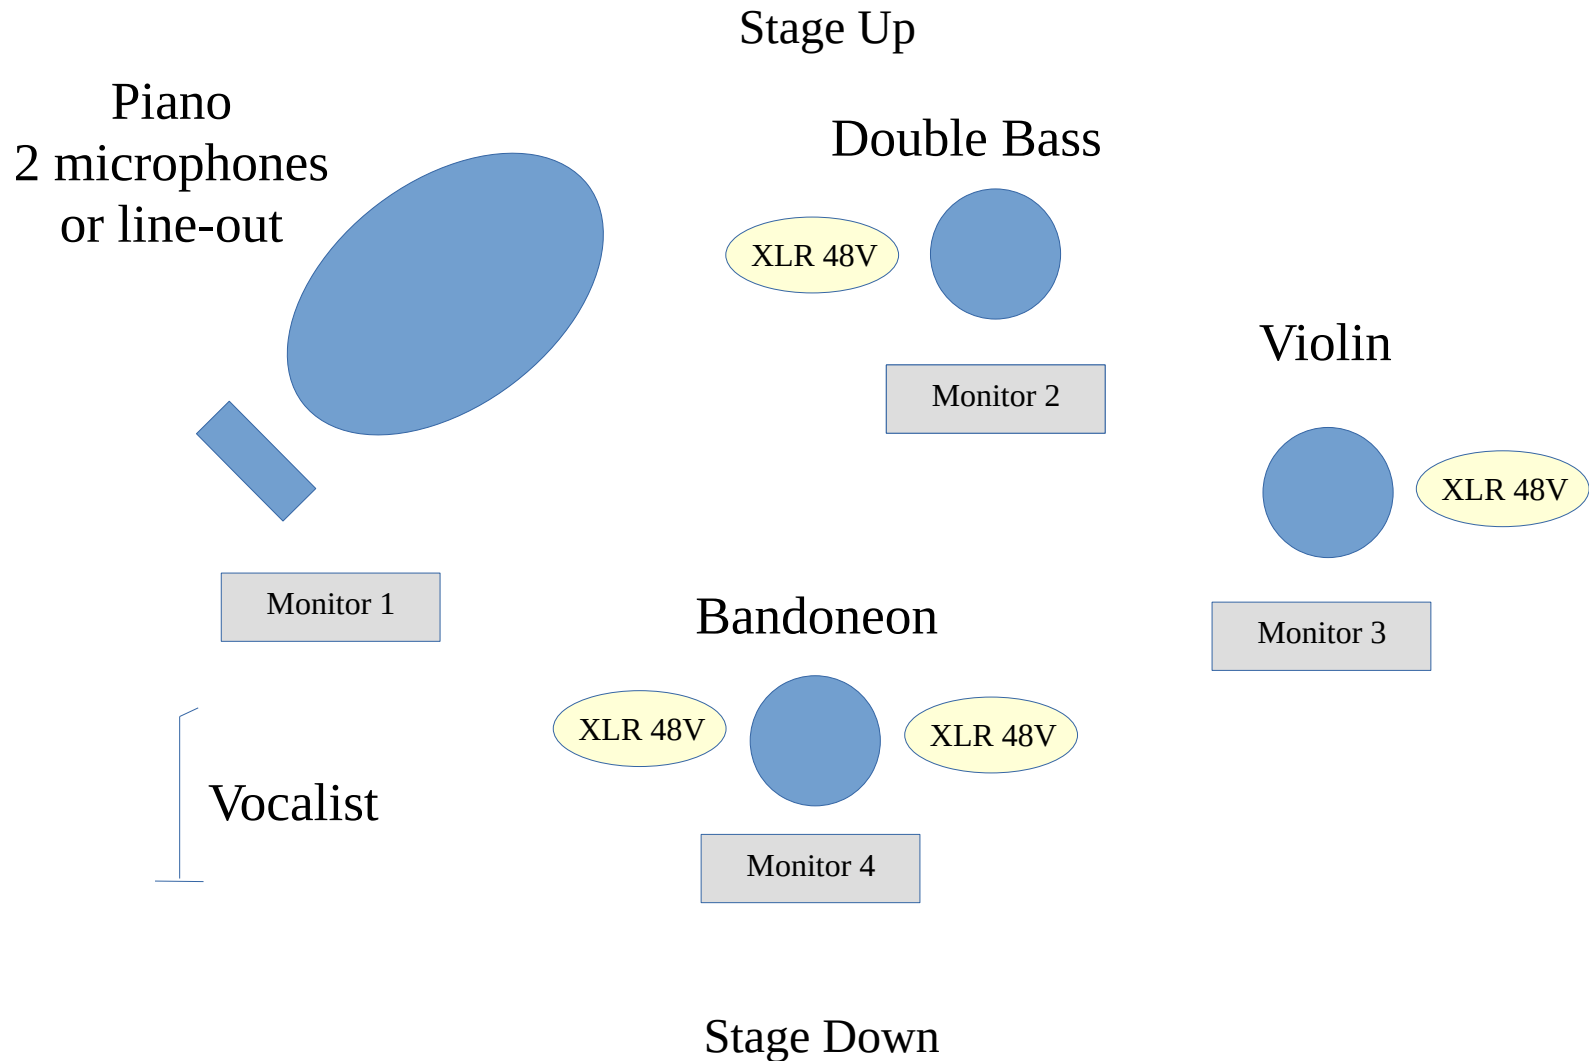 Stage Up
Piano
2 microphones
or line-out
Double Bass
XLR 48V
Violin
Monitor 2
XLR 48V
Monitor 1
Bandoneon
Monitor 3
XLR 48V
XLR 48V
Vocalist
Monitor 4
Stage Down